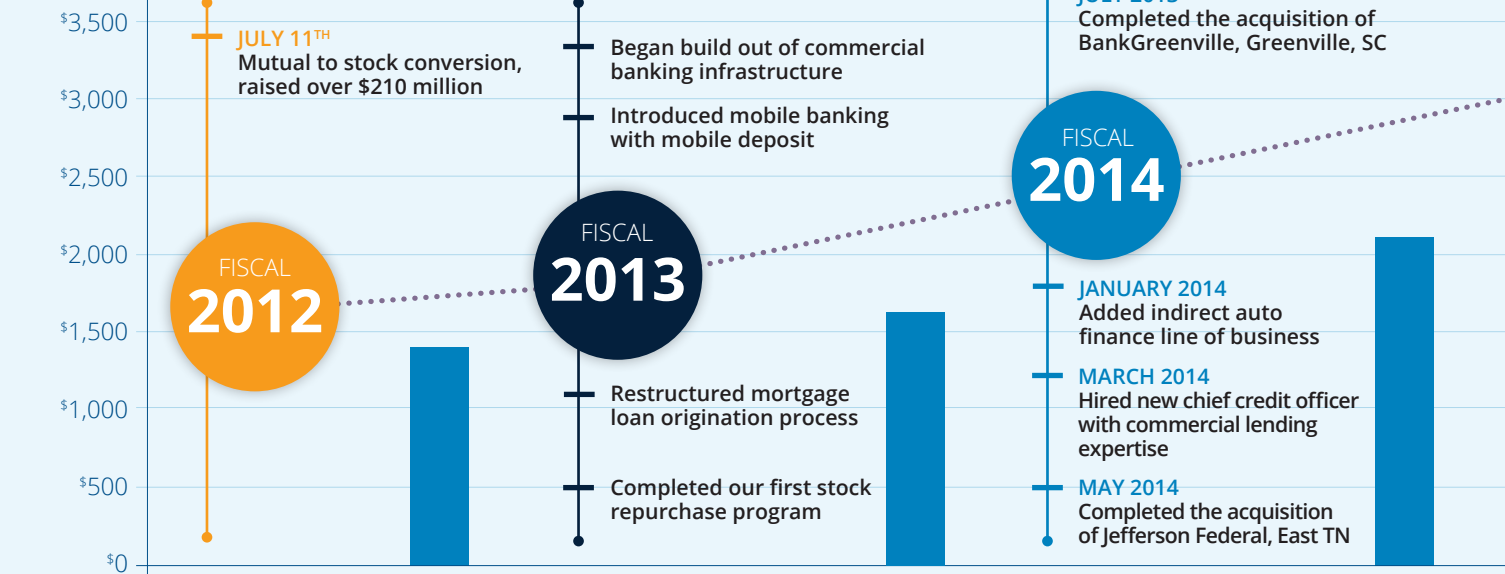 $3,500
$3,000
$2,500
$2,000
$1,500
$1,000
$500
$0
JULY 11TH
Mutual to stock conversion,
raised over $210 million
FISCAL
2012
Began build out of commercial
banking infrastructure
Introduced mobile banking
with mobile deposit
FISCAL
2013
Restructured mortgage
loan origination process
Completed our first stock
repurchase program
Completed the acquisition of
BankGreenville, Greenville, SC
FISCAL
2014
JANUARY 2014
Added indirect auto
finance line of business
MARCH 2014
Hired new chief credit officer
with commercial lending
expertise
MAY 2014
Completed the acquisition
of Jefferson Federal, East TN